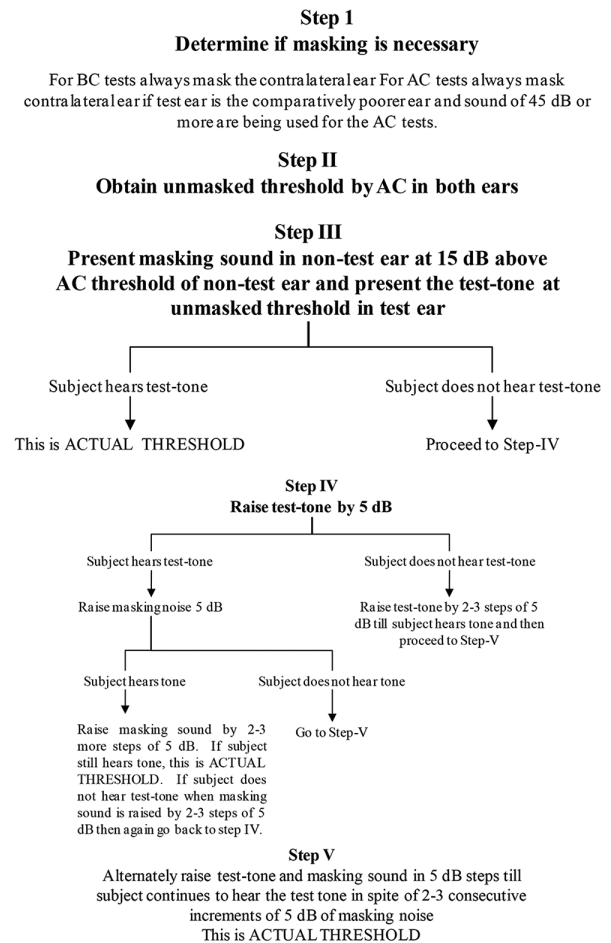 Step 1
Determine if masking is necessary
For BC tests always mask the contralateral ear For AC tests always mask
contralateral ear if test ear is the comparatively poorer ear and sound of 45 dB or
more are being used for the AC tests.
Step II
Obtain unmasked threshold by AC in both ears
Step III
Present masking sound in non-test ear at 15 dB above
AC threshold of non-test ear and present the test-tone at
unmasked threshold in test ear
Subject hears test-tone
Subject does not hear test-tone
This is ACTUAL THRESHOLD
Proceed to Step-IV
Step IV
Raise test-tone by 5 dB
Subject hears test-tone
Subject does not hear test-tone
Raise masking noise 5 dB
Raise test-tone by 2-3 steps of 5
dB till subject hears tone and then
proceed to Step-V
Subject hears tone
Subject does not hear tone
Raise masking sound by 2-3
more steps of 5 dB. If subject
still hears tone, this is ACTUAL
THRESHOLD. If subject does
not hear test-tone when masking
sound is raised by 2-3 steps of 5
dB then again go back to step IV.
Go to Step-V
Step V
Alternately raise test-tone and masking sound in 5 dB steps till
subject continues to hear the test tone in spite of 2-3 consecutive
increments of 5 dB of masking noise
This is ACTUAL THRESHOLD